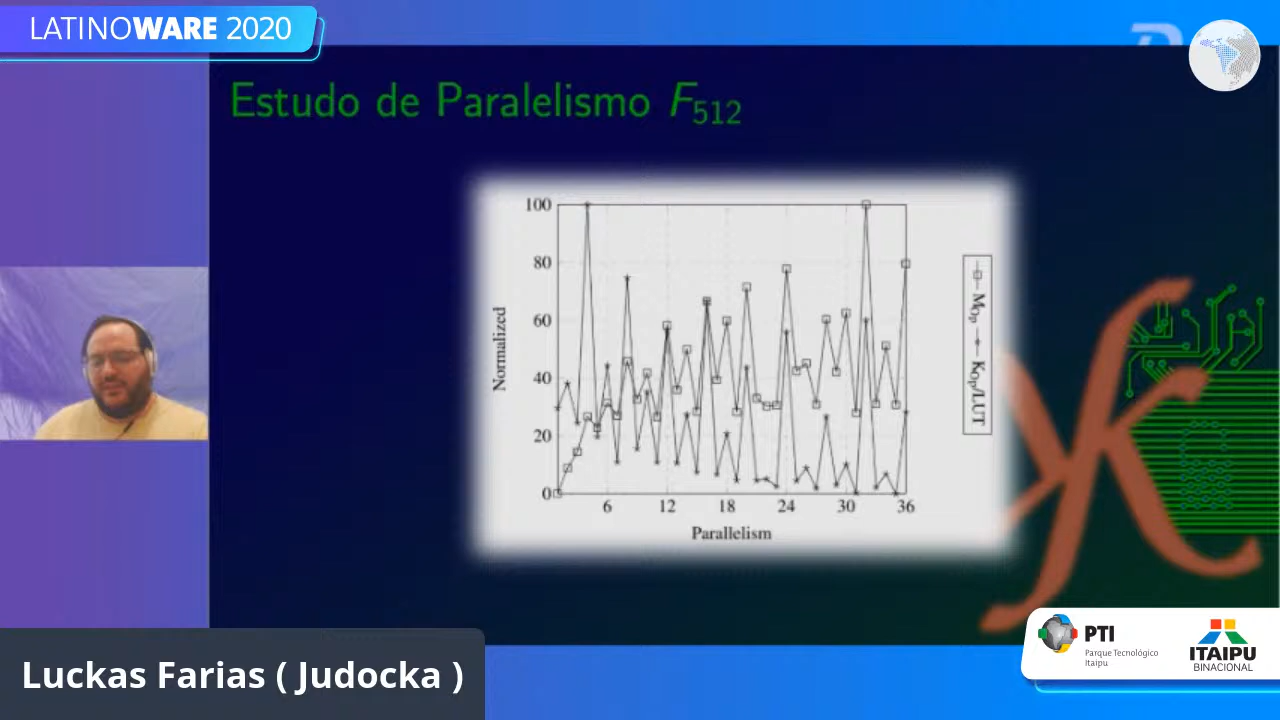 LATINOWARE 2020
Estudo de Paralelismo F512
100
80
60
40
20
0
Normalized
6 12 18 24 30 36
Parallelism
MOp KOp/LUT
PTI
Parque Tecnológico
Itaipu
ITAIPU
BINACIONAL
Luckas Farias ( Judocka )